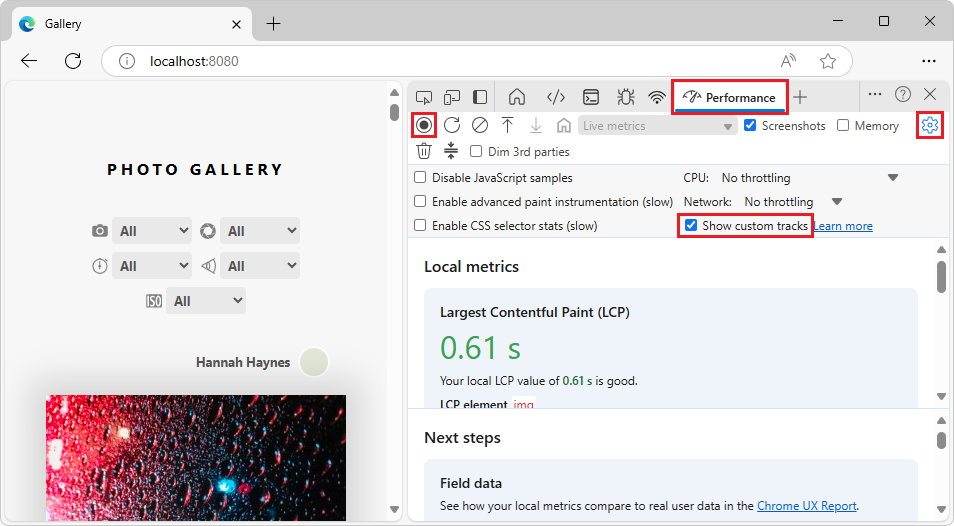 Gallery
localhost:8080
Performance
Live metrics
Screenshots
Memory
Dim 3rd parties
Disable JavaScript samples
CPU: No throttling
Enable advanced paint instrumentation (slow)
Network: No throttling
Enable CSS selector stats (slow)
Show custom tracks
Learn more
PHOTO GALLERY
All
All
All
All
ISO
All
Hannah Haynes
Local metrics
Largest Contentful Paint (LCP)
0.61 s
Your local LCP value of 0.61 s is good.
LCP element img
Next steps
Field data
See how your local metrics compare to real user data in the Chrome UX Report.